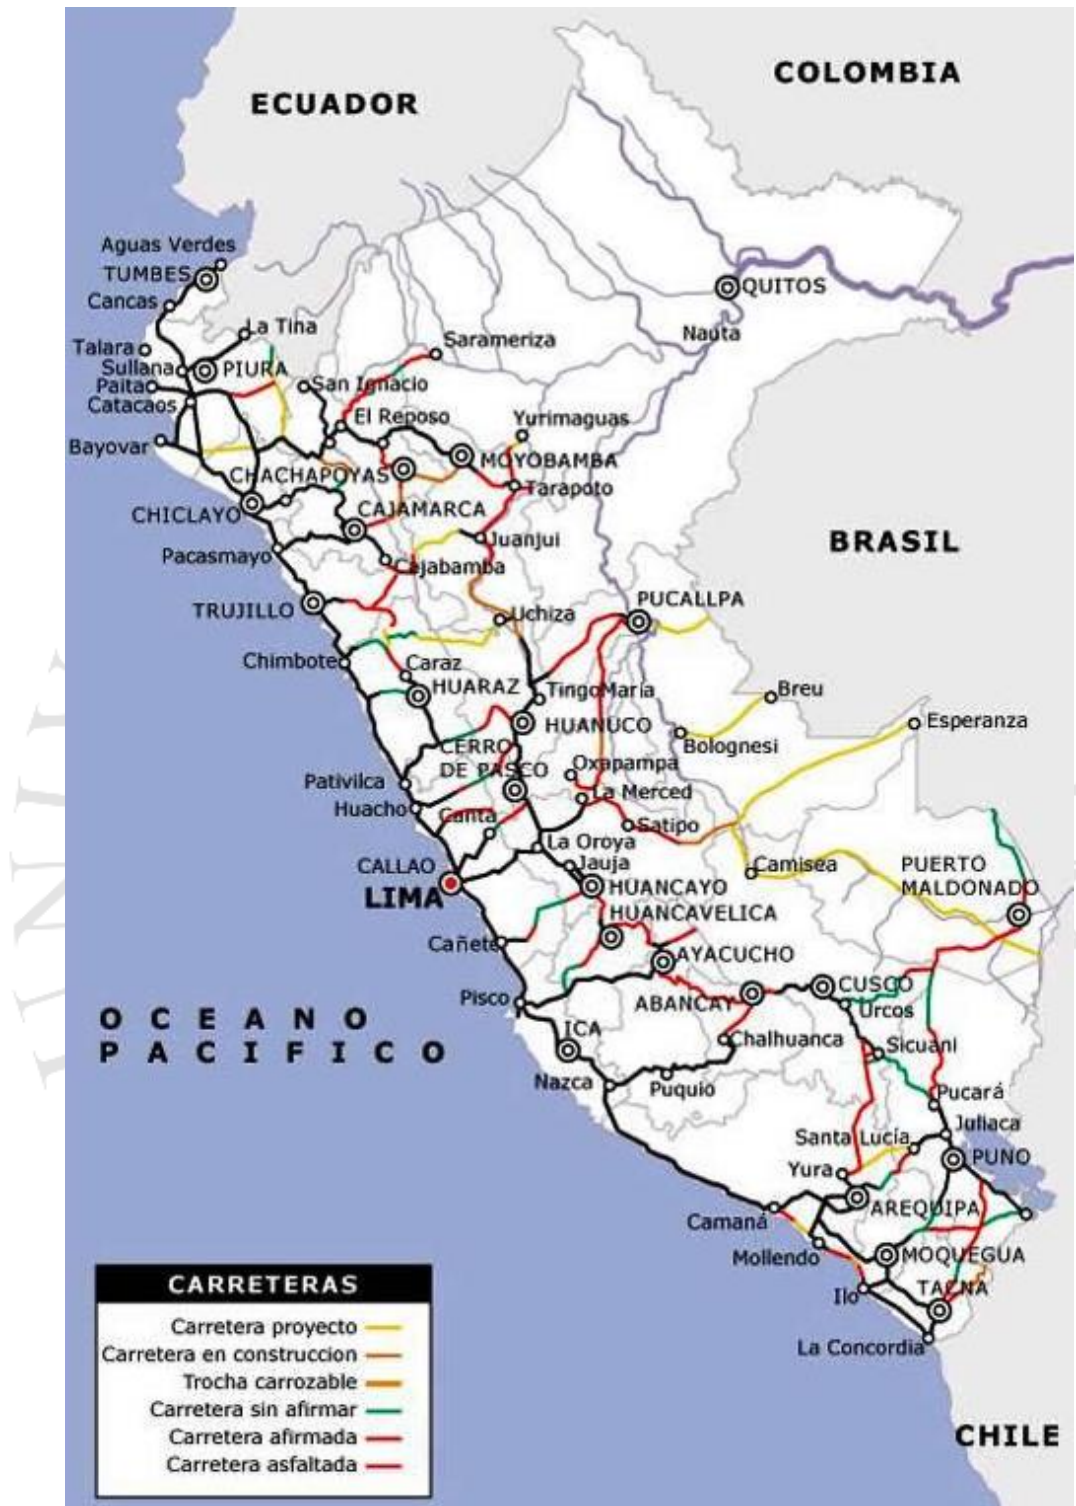 COLOMBIA
ECUADOR
Aguas Verdes
TUMBES
Cancas
QUITOS
La Tina
Nauta
Talara
Sarameriza
Sullana
PIURA
Paita
San Ignacio
Catacaos
El Reposo
Yurimaguas
Bayovar
CHACHAPOYAS
MOYOBAMBA
Tarapoto
CHICLAYO
CAJAMARCA
BRASIL
Pacasmayo
Juanjui
Cajabamba
TRUJILLO
Uchiza
PUCALLPA
Chimbote
Caraz
HUARAZ
TingoMaría
Breu
HUANUCO
Esperanza
CERRO
DE PASCO
Bolognesi
Oxapampa
Pativilca
La Merced
Huacho
Canta
Satipo
La Oroya
CALLAO
Jauja
Camisea
PUERTO
MALDONADO
LIMA
HUANCAYO
HUANCAVELICA
Cañete
AYACUCHO
Pisco
ABANCAY
CUSCO
Urcos
OCEANO
PACIFICO
ICA
Chalhuanca
Sicuani
Nazca
Puquio
Pucará
Juliaca
Santa Lucía
PUNO
Yura
Camaná
AREQUIPA
Mollendo
MOQUEGUA
Ilo
TACNA
La Concordia
CARRETERAS
Carretera proyecto
Carretera en construccion
Trocha carrozable
Carretera sin afirmar
Carretera afirmada
Carretera asfaltada
CHILE